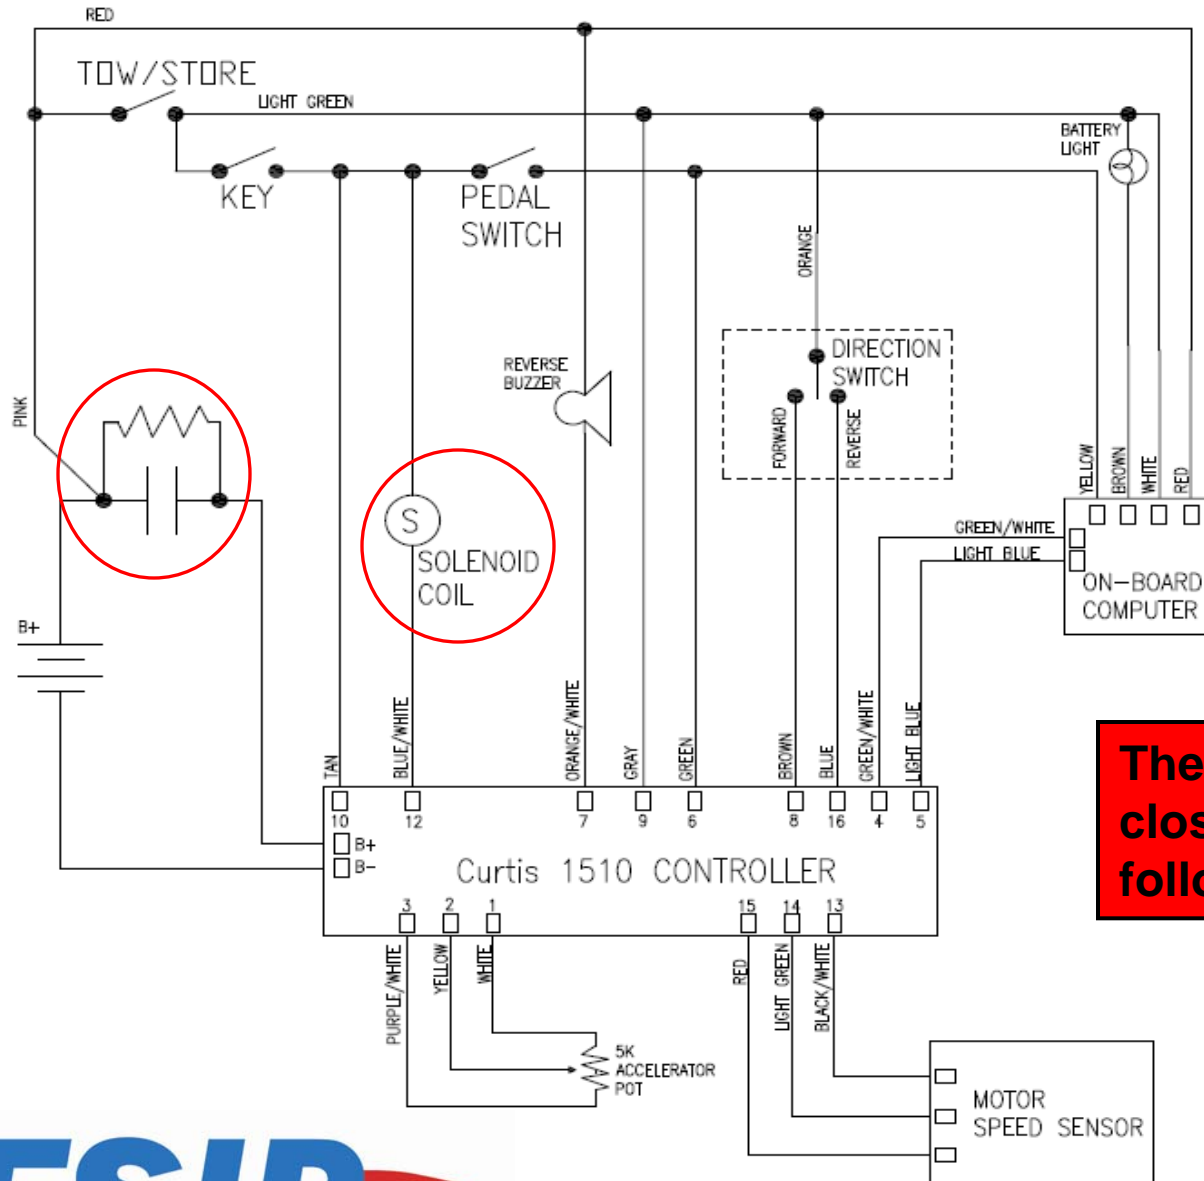 RED
TOW/STORE
LIGHT GREEN
BATTERY
LIGHT
KEY
PEDAL
SWITCH
ORANGE
REVERSE
BUZZER
DIRECTION
SWITCH
FORWARD
REVERSE
PINK
S
SOLENOID
COIL
YELLOW
BROWN
WHITE
RED
GREEN/WHITE
LIGHT BLUE
ON-BOARD
COMPUTER
B+
TAN
BLUE/WHITE
ORANGE/WHITE
GRAY
GREEN
BROWN
BLUE
GREEN/WHITE
LIGHT BLUE
The
clos
follo
10 12 7 9 6 8 16 4 5
B+
B-
Curtis 1510 CONTROLLER
3 2 1 15 14 13
PURPLE/WHITE
YELLOW
WHITE
RED
LIGHT GREEN
BLACK/WHITE
5K
ACCELERATOR
POT
MOTOR
SPEED SENSOR